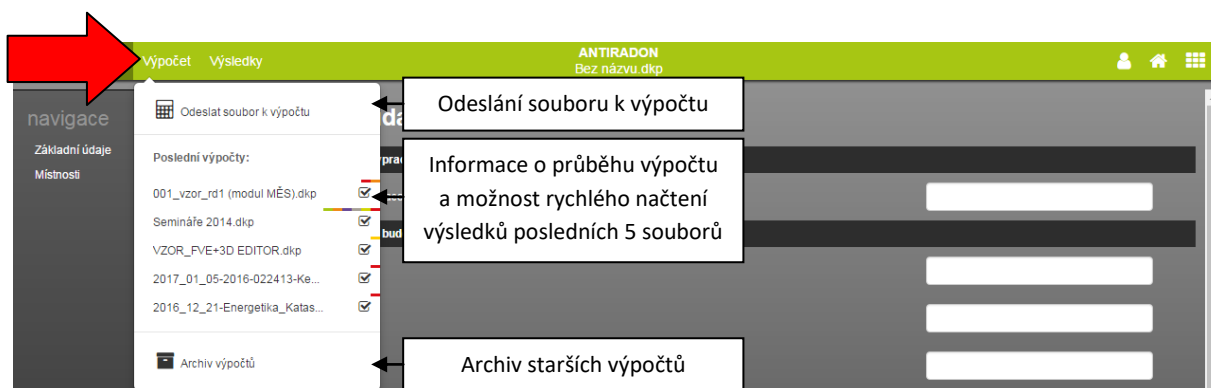 Výpočet Výsledky
ANTIRADON
Bez názvu.dkp
navigace
Základní údaje
Místnosti
Odeslat soubor k výpočtu
Poslední výpočty:
001_vzor_rd1 (modul MĚS).dkp
Semináře 2014.dkp
VZOR_FVE+3D EDITOR.dkp
2017_01_05-2016-022413-Ke...
2016_12_21-Energetika_Katas...
Archiv výpočtů
Odeslání souboru k výpočtu
Informace o průběhu výpočtu
a možnost rychlého načtení
výsledků posledních 5 souborů
Archiv starších výpočtů